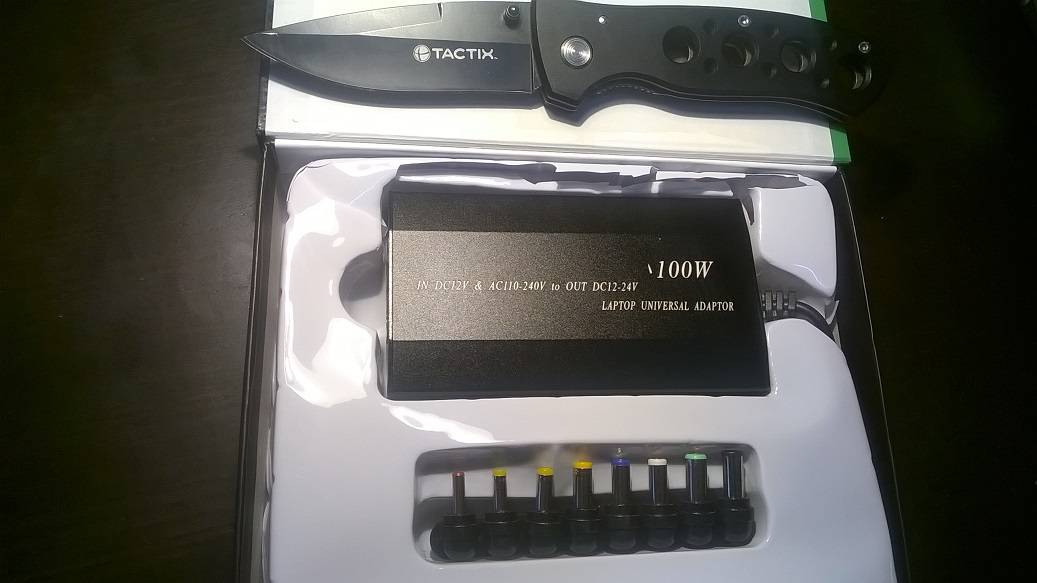 TACTIX
100W
IN DC12V & AC110-240V to OUT DC12-24V
LAPTOP UNIVERSAL ADAPTOR